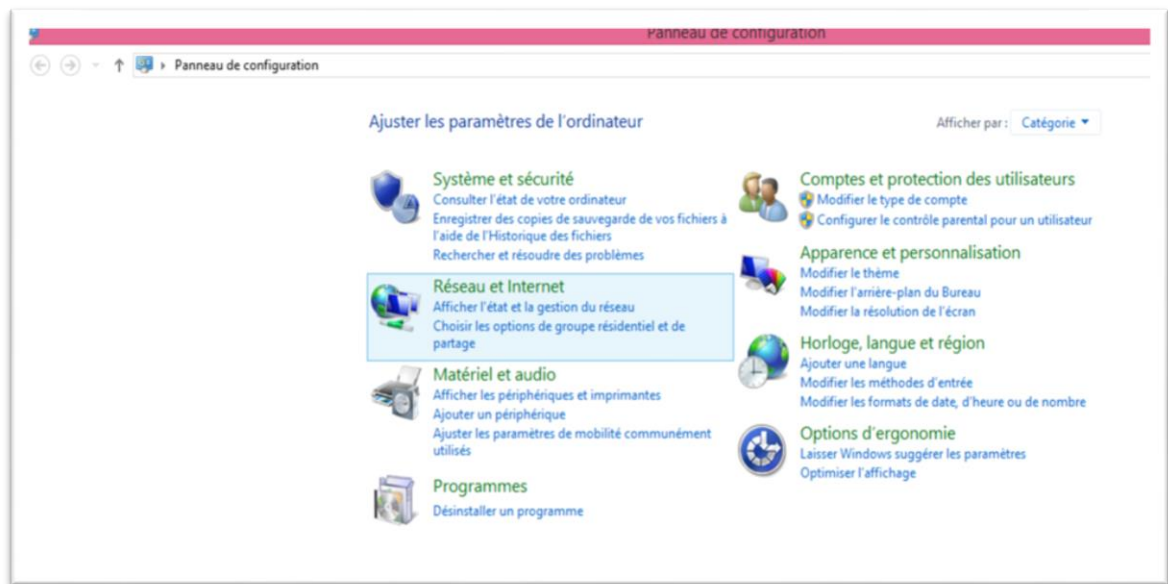 Panneau de configuration
Panneau de configuration
Ajuster les paramètres de l'ordinateur
Afficher par : Catégorie
Système et sécurité
Consulter l'état de votre ordinateur
Enregistrer des copies de sauvegarde de vos fichiers à
l'aide de l'Historique des fichiers
Rechercher et résoudre des problèmes
Réseau et Internet
Afficher l'état et la gestion du réseau
Choisir les options de groupe résidentiel et de
partage
Matériel et audio
Afficher les périphériques et imprimantes
Ajouter un périphérique
Ajuster les paramètres de mobilité communément
utilisés
Programmes
Désinstaller un programme
Comptes et protection des utilisateurs
Modifier le type de compte
Configurer le contrôle parental pour un utilisateur
Apparence et personnalisation
Modifier le thème
Modifier l'arrière-plan du Bureau
Modifier la résolution de l'écran
Horloge, langue et région
Ajouter une langue
Modifier les méthodes d'entrée
Modifier les formats de date, d'heure ou de nombre
Options d'ergonomie
Laisser Windows suggérer les paramètres
Optimiser l'affichage